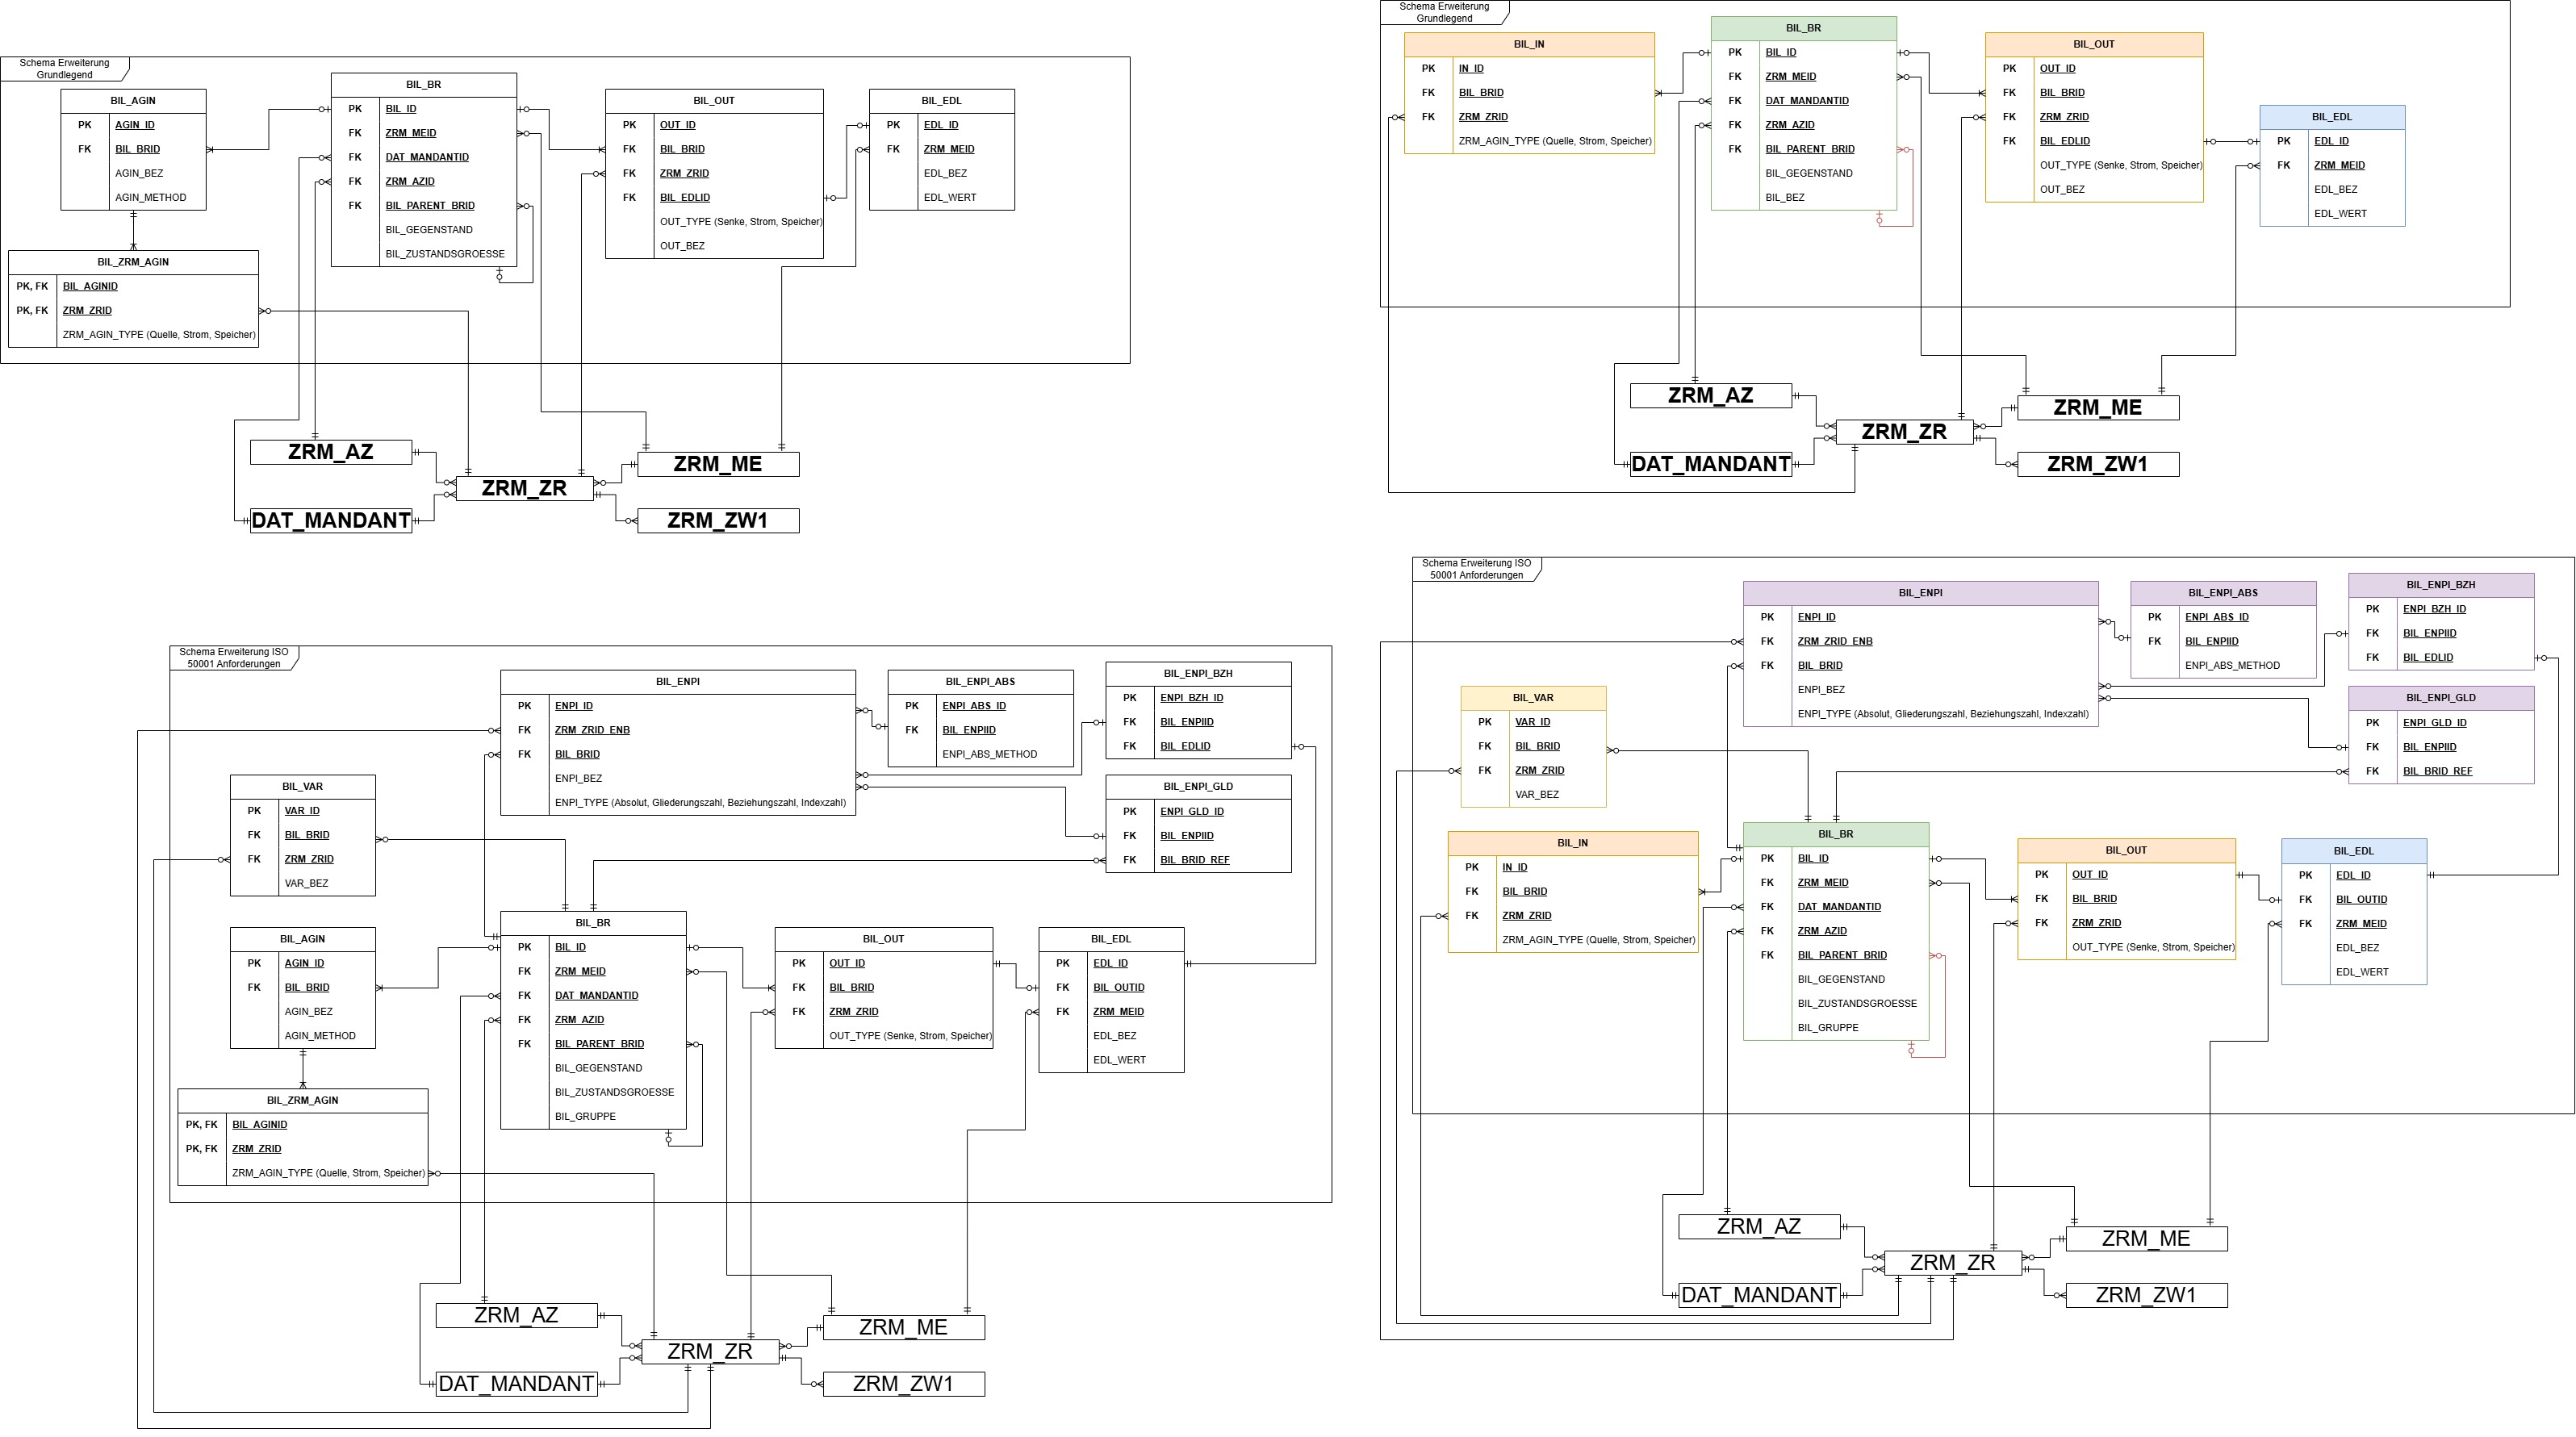 Schema Erweiterung
Grundlegend
BIL_AGIN
PK AGIN_ID
FK BIL_BRID
AGIN_BEZ
AGIN_METHOD
BIL_BR
PK BIL_ID
FK ZRM_MEID
FK DAT_MANDANTID
FK ZRM_AZID
FK BIL_PARENT_BRID
BIL_GEGENSTAND
BIL_ZUSTANDSGROESSE
BIL_OUT
PK OUT_ID
FK BIL_BRID
FK ZRM_ZRID
FK BIL_EDLID
OUT_TYPE (Senke, Strom, Speicher)
OUT_BEZ
BIL_EDL
PK EDL_ID
FK ZRM_MEID
EDL_BEZ
EDL_WERT
BIL_ZRM_AGIN
PK, FK BIL_AGINID
PK, FK ZRM_ZRID
ZRM_AGIN_TYPE (Quelle, Strom, Speicher)
ZRM_AZ
ZRM_ME
ZRM_ZR
DAT_MANDANT
ZRM_ZW1
Schema Erweiterung
Grundlegend
BIL_IN
PK IN_ID
FK BIL_BRID
FK ZRM_ZRID
ZRM_AGIN_TYPE (Quelle, Strom, Speicher)
BIL_BR
PK BIL_ID
FK ZRM_MEID
FK DAT_MANDANTID
FK ZRM_AZID
FK BIL_PARENT_BRID
BIL_GEGENSTAND
BIL_BEZ
BIL_OUT
PK OUT_ID
FK BIL_BRID
FK ZRM_ZRID
FK BIL_EDLID
OUT_TYPE (Senke, Strom, Speicher)
OUT_BEZ
BIL_EDL
PK EDL_ID
FK ZRM_MEID
EDL_BEZ
EDL_WERT
ZRM_AZ
ZRM_ME
ZRM_ZR
DAT_MANDANT
ZRM_ZW1
Schema Erweiterung ISO
50001 Anforderungen
BIL_ENPI
PK ENPI_ID
FK ZRM_ZRID_ENB
FK BIL_BRID
ENPI_BEZ
ENPI_TYPE (Absolut, Gliederungszahl, Beziehungszahl, Indexzahl)
BIL_ENPI_ABS
PK ENPI_ABS_ID
FK BIL_ENPIID
ENPI_ABS_METHOD
BIL_ENPI_BZH
PK ENPI_BZH_ID
FK BIL_ENPIID
FK BIL_EDLID
BIL_ENPI_GLD
PK ENPI_GLD_ID
FK BIL_ENPIID
FK BIL_BRID_REF
BIL_VAR
PK VAR_ID
FK BIL_BRID
FK ZRM_ZRID
VAR_BEZ
BIL_AGIN
PK AGIN_ID
FK BIL_BRID
AGIN_BEZ
AGIN_METHOD
BIL_BR
PK BIL_ID
FK ZRM_MEID
FK DAT_MANDANTID
FK ZRM_AZID
FK BIL_PARENT_BRID
BIL_GEGENSTAND
BIL_ZUSTANDSGROESSE
BIL_GRUPPE
BIL_OUT
PK OUT_ID
FK BIL_BRID
FK ZRM_ZRID
OUT_TYPE (Senke, Strom, Speicher)
BIL_EDL
PK EDL_ID
FK BIL_OUTID
FK ZRM_MEID
EDL_BEZ
EDL_WERT
BIL_ZRM_AGIN
PK, FK BIL_AGINID
PK, FK ZRM_ZRID
ZRM_AGIN_TYPE (Quelle, Strom, Speicher)
ZRM_AZ
ZRM_ME
ZRM_ZR
DAT_MANDANT
ZRM_ZW1
Schema Erweiterung ISO
50001 Anforderungen
BIL_ENPI
PK ENPI_ID
FK ZRM_ZRID_ENB
FK BIL_BRID
ENPI_BEZ
ENPI_TYPE (Absolut, Gliederungszahl, Beziehungszahl, Indexzahl)
BIL_ENPI_ABS
PK ENPI_ABS_ID
FK BIL_ENPIID
ENPI_ABS_METHOD
BIL_ENPI_BZH
PK ENPI_BZH_ID
FK BIL_ENPIID
FK BIL_EDLID
BIL_ENPI_GLD
PK ENPI_GLD_ID
FK BIL_ENPIID
FK BIL_BRID_REF
BIL_VAR
PK VAR_ID
FK BIL_BRID
FK ZRM_ZRID
VAR_BEZ
BIL_IN
PK IN_ID
FK BIL_BRID
FK ZRM_ZRID
ZRM_AGIN_TYPE (Quelle, Strom, Speicher)
BIL_BR
PK BIL_ID
FK ZRM_MEID
FK DAT_MANDANTID
FK ZRM_AZID
FK BIL_PARENT_BRID
BIL_GEGENSTAND
BIL_ZUSTANDSGROESSE
BIL_GRUPPE
BIL_OUT
PK OUT_ID
FK BIL_BRID
FK ZRM_ZRID
OUT_TYPE (Senke, Strom, Speicher)
BIL_EDL
PK EDL_ID
FK BIL_OUTID
FK ZRM_MEID
EDL_BEZ
EDL_WERT
ZRM_AZ
ZRM_ME
ZRM_ZR
DAT_MANDANT
ZRM_ZW1